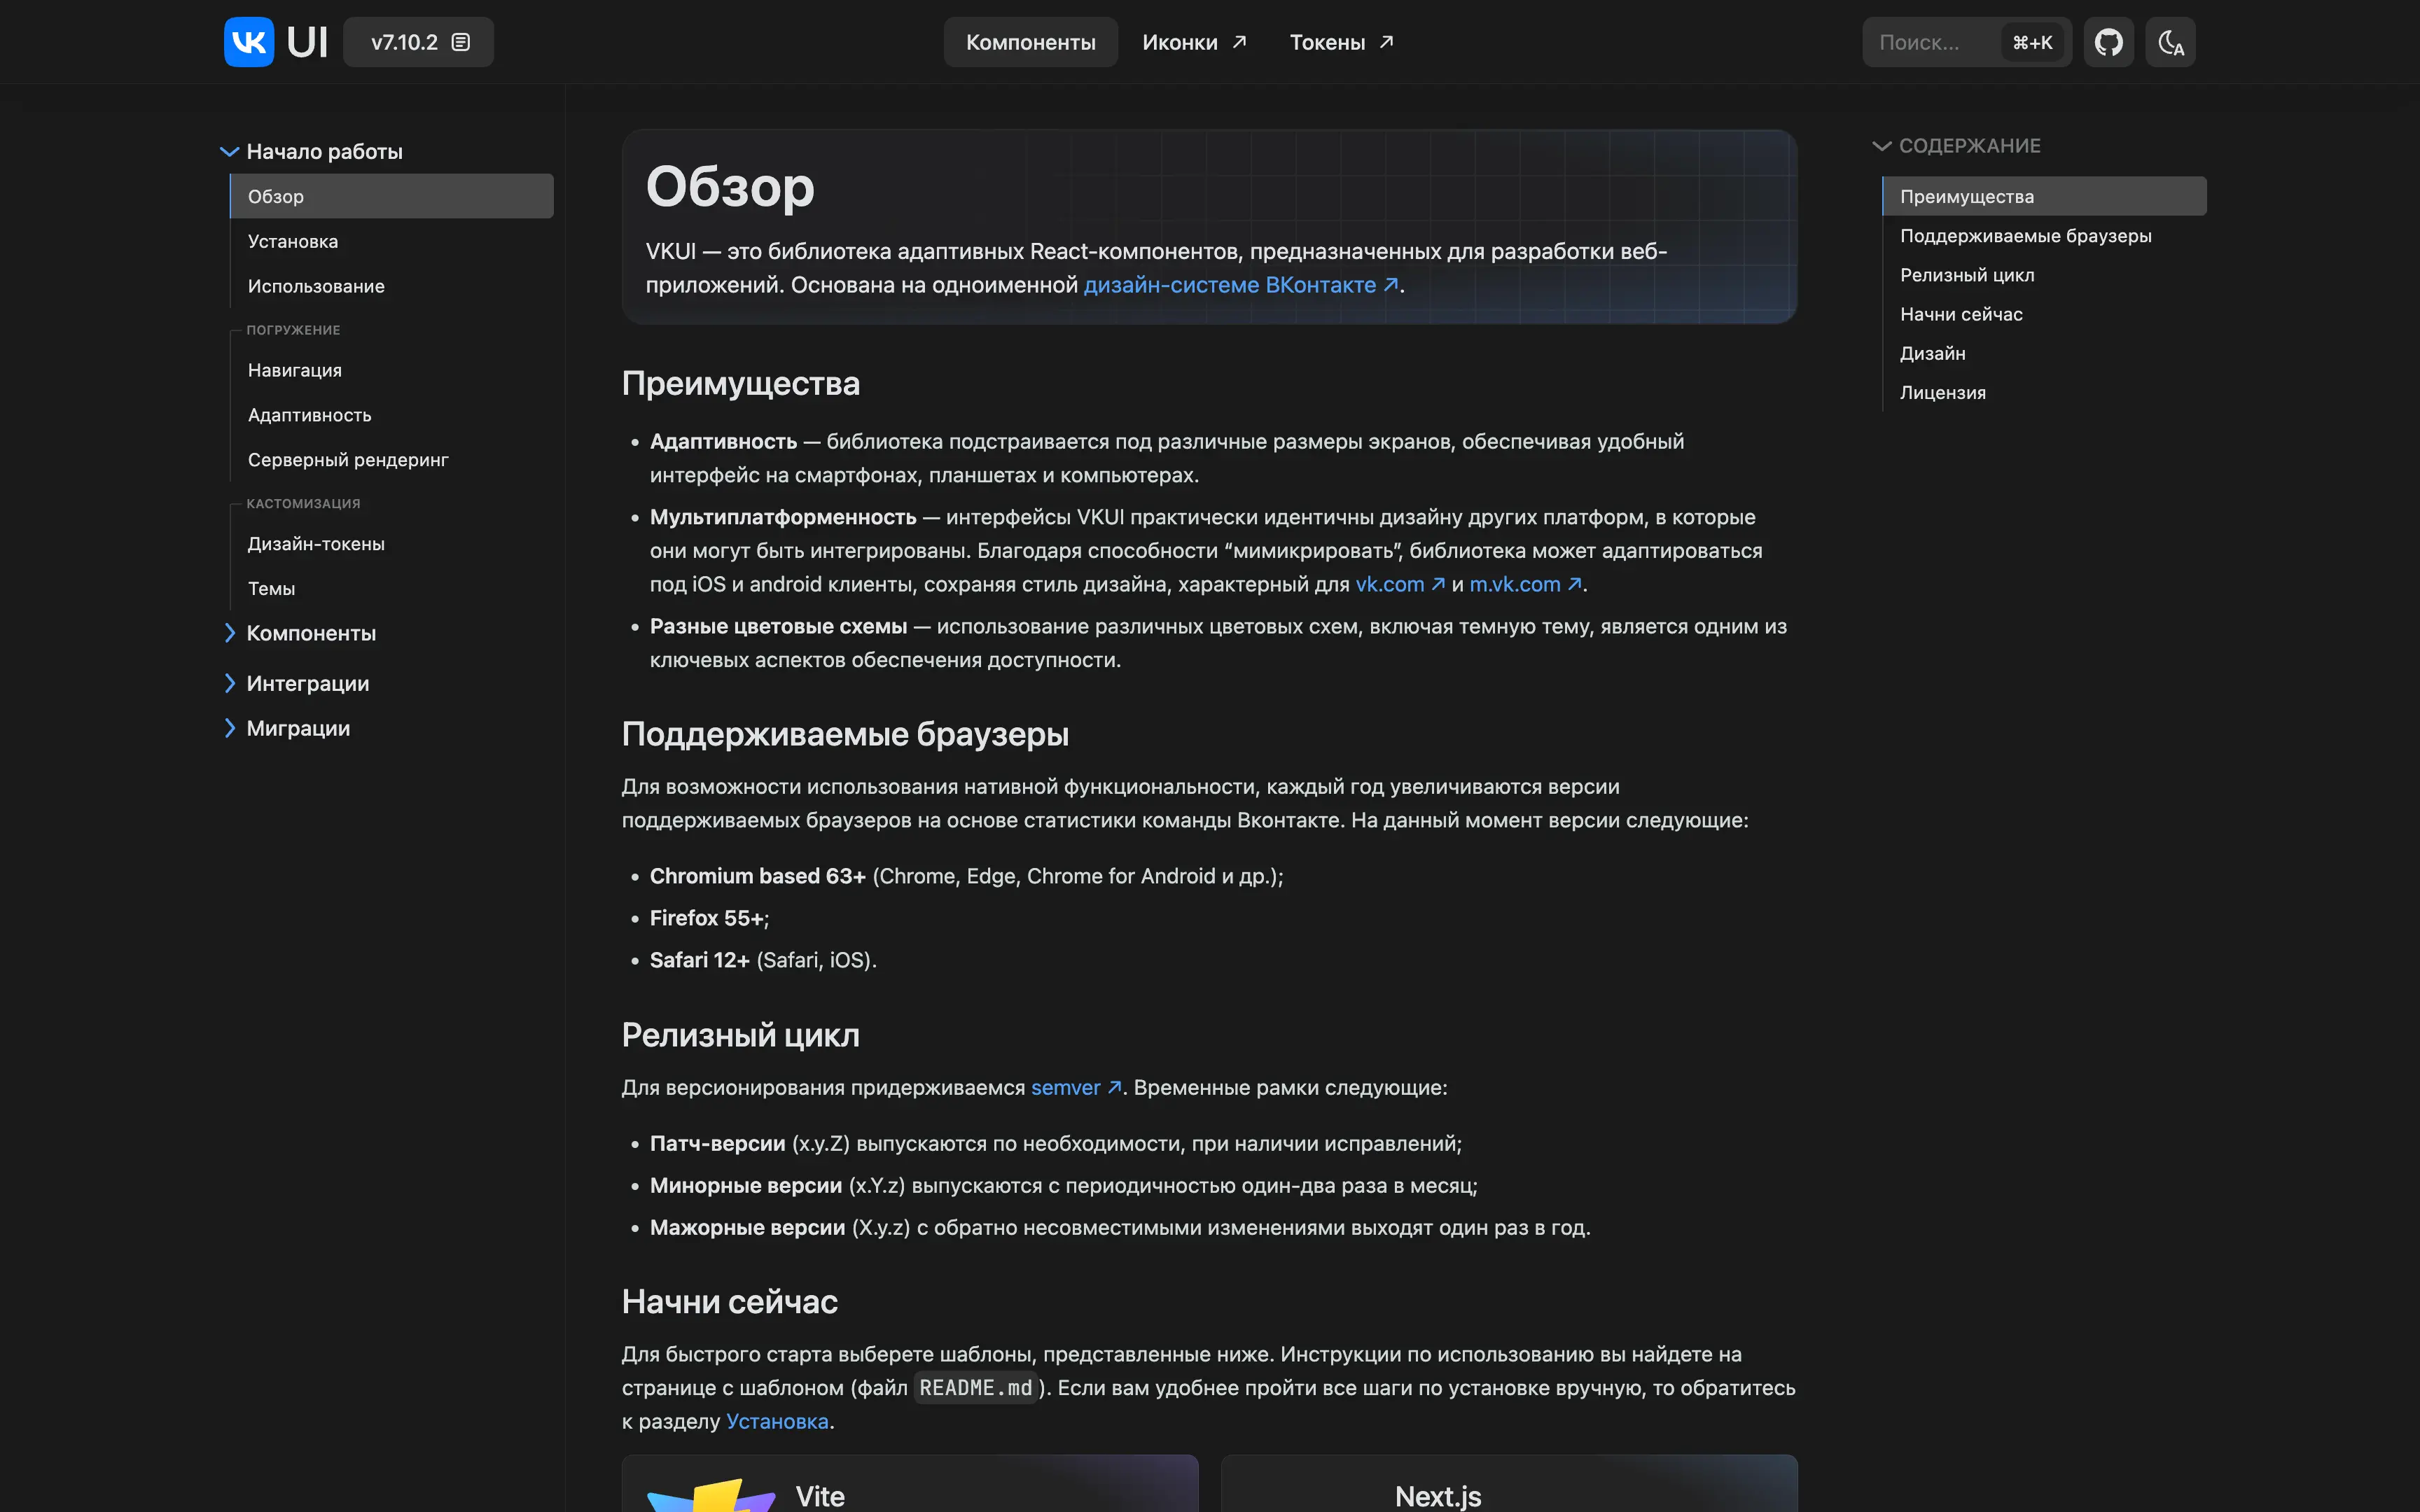 VK UI
v7.10.2
Компоненты
Иконки
Токены
Поиск...
⌘+K
Начало работы
Обзор
Установка
Использование
ПОГРУЖЕНИЕ
Навигация
Адаптивность
Серверный рендеринг
КАСТОМИЗАЦИЯ
Дизайн-токены
Темы
Компоненты
Интеграции
Миграции
Обзор
VKUI — это библиотека адаптивных React-компонентов, предназначенных для разработки веб-
приложений. Основана на одноименной дизайн-системе ВКонтакте ↗.
Преимущества
• Адаптивность — библиотека подстраивается под различные размеры экранов, обеспечивая удобный
интерфейс на смартфонах, планшетах и компьютерах.
• Мультиплатформенность — интерфейсы VKUI практически идентичны дизайну других платформ, в которые
они могут быть интегрированы. Благодаря способности “мимикрировать”, библиотека может адаптироваться
под iOS и android клиенты, сохраняя стиль дизайна, характерный для vk.com ↗ и m.vk.com ↗.
• Разные цветовые схемы — использование различных цветовых схем, включая темную тему, является одним из
ключевых аспектов обеспечения доступности.
Поддерживаемые браузеры
Для возможности использования нативной функциональности, каждый год увеличиваются версии
поддерживаемых браузеров на основе статистики команды Вконтакте. На данный момент версии следующие:
• Chromium based 63+ (Chrome, Edge, Chrome for Android и др.);
• Firefox 55+;
• Safari 12+ (Safari, iOS).
Релизный цикл
Для версионирования придерживаемся semver ↗. Временные рамки следующие:
• Патч-версии (x.y.Z) выпускаются по необходимости, при наличии исправлений;
• Минорные версии (x.Y.z) выпускаются с периодичностью один-два раза в месяц;
• Мажорные версии (X.y.z) с обратно несовместимыми изменениями выходят один раз в год.
Начни сейчас
Для быстрого старта выберете шаблоны, представленные ниже. Инструкции по использованию вы найдете на
странице с шаблоном (файл README.md). Если вам удобнее пройти все шаги по установке вручную, то обратитесь
к разделу Установка.
Vite
Next.js
СОДЕРЖАНИЕ
Преимущества
Поддерживаемые браузеры
Релизный цикл
Начни сейчас
Дизайн
Лицензия